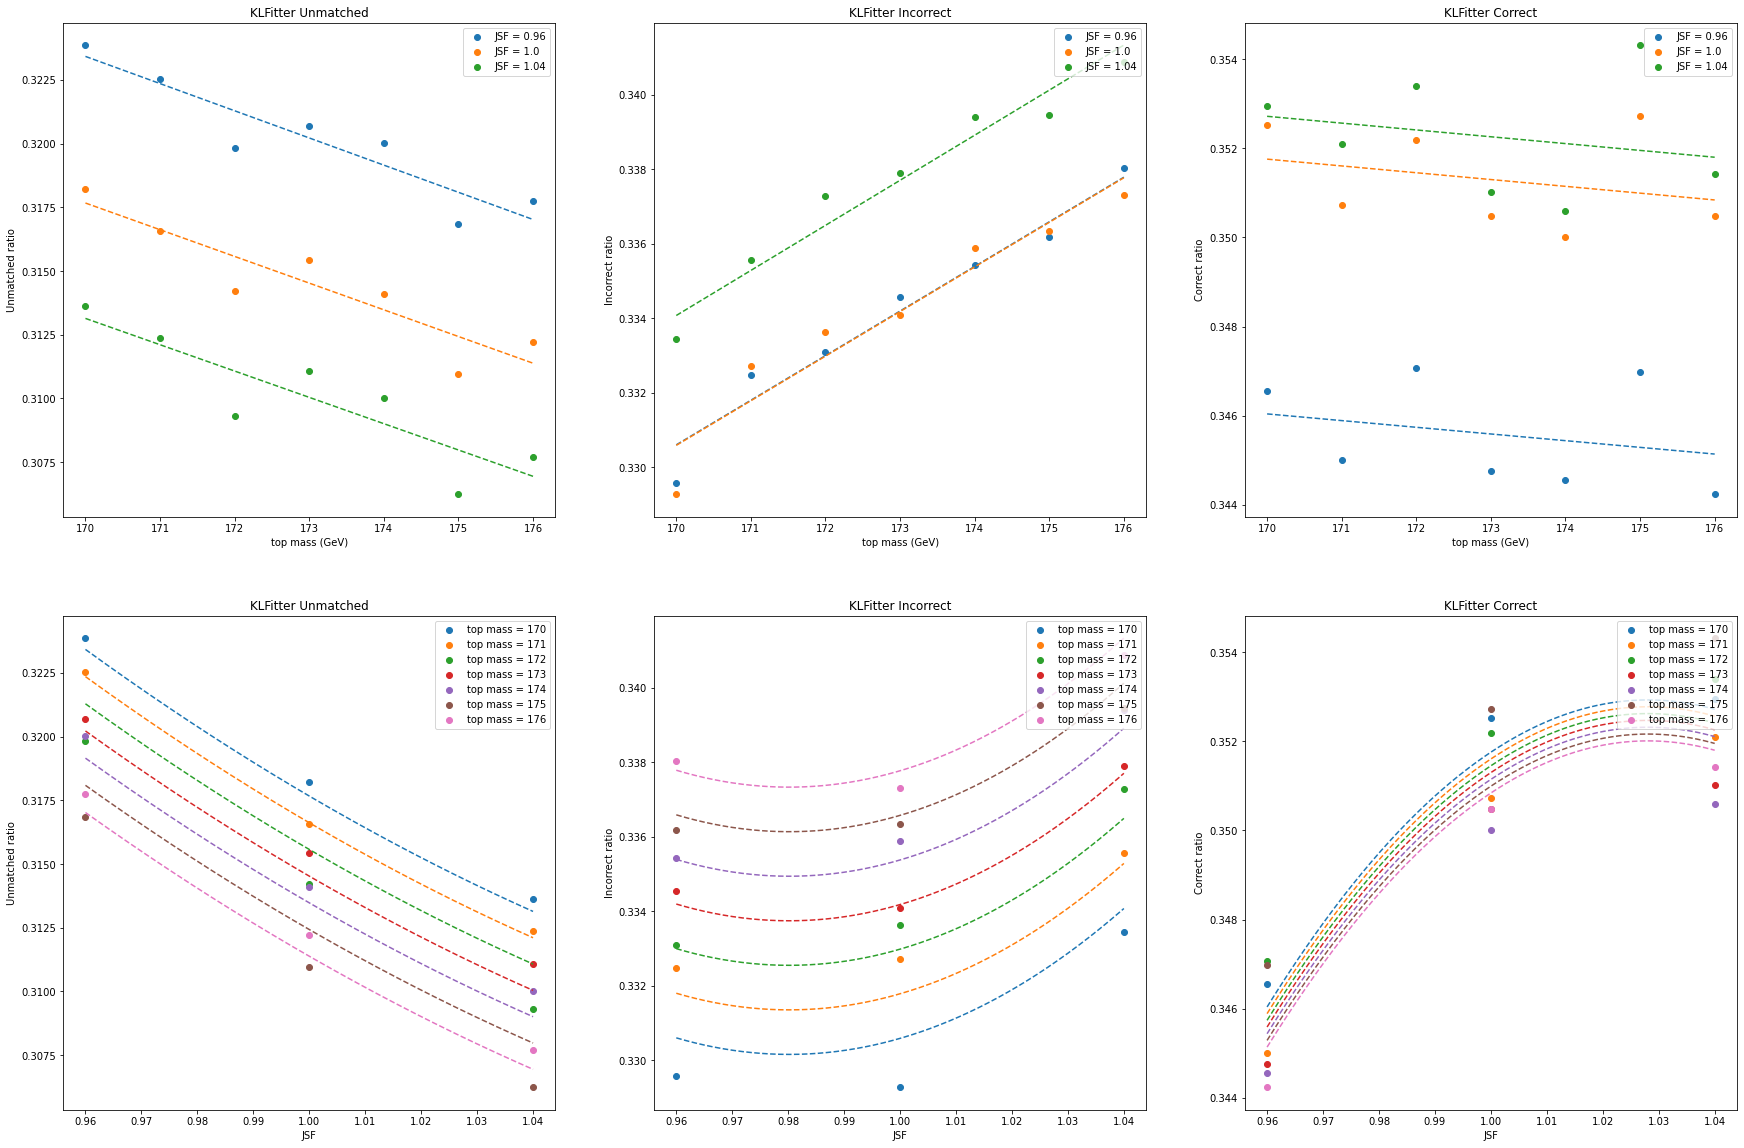 KLFitter Unmatched
JSF = 0.96
JSF = 1.0
JSF = 1.04
0.3225
0.3200
0.3175
0.3150
0.3125
0.3100
0.3075
Unmatched ratio
170 171 172 173 174 175 176
top mass (GeV)
KLFitter Incorrect
JSF = 0.96
JSF = 1.0
JSF = 1.04
0.340
0.338
0.336
0.334
0.332
0.330
Incorrect ratio
170 171 172 173 174 175 176
top mass (GeV)
KLFitter Correct
JSF = 0.96
JSF = 1.0
JSF = 1.04
0.354
0.352
0.350
0.348
0.346
0.344
Correct ratio
170 171 172 173 174 175 176
top mass (GeV)
KLFitter Unmatched
top mass = 170
top mass = 171
top mass = 172
top mass = 173
top mass = 174
top mass = 175
top mass = 176
0.3225
0.3200
0.3175
0.3150
0.3125
0.3100
0.3075
Unmatched ratio
0.96 0.97 0.98 0.99 1.00 1.01 1.02 1.03 1.04
JSF
KLFitter Incorrect
top mass = 170
top mass = 171
top mass = 172
top mass = 173
top mass = 174
top mass = 175
top mass = 176
0.340
0.338
0.336
0.334
0.332
0.330
Incorrect ratio
0.96 0.97 0.98 0.99 1.00 1.01 1.02 1.03 1.04
JSF
KLFitter Correct
top mass = 170
top mass = 171
top mass = 172
top mass = 173
top mass = 174
top mass = 175
top mass = 176
0.354
0.352
0.350
0.348
0.346
0.344
Correct ratio
0.96 0.97 0.98 0.99 1.00 1.01 1.02 1.03 1.04
JSF